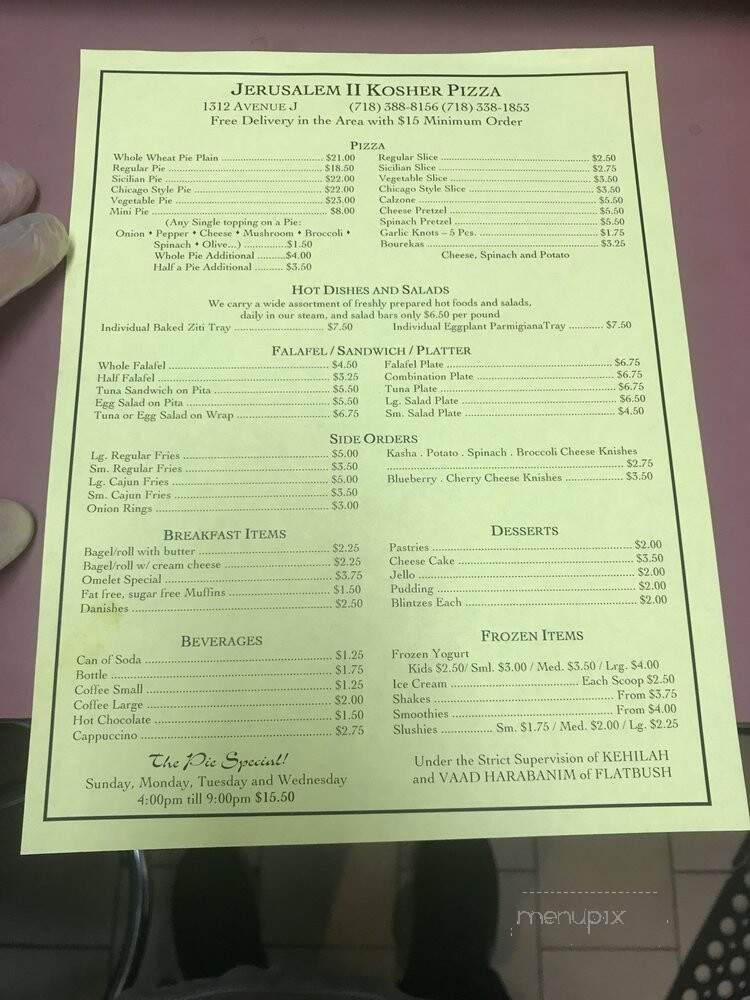 JERUSALEM II KOSHER PIZZA
1312 AVENUE J (718) 388-8156 (718) 338-1853
Free Delivery in the Area with $15 Minimum Order
PIZZA
Whole Wheat Pie Plain $21.00
Regular Pie $18.50
Sicilian Pie $22.00
Chicago Style Pie $22.00
Vegetable Pie $23.00
Mini Pie $8.00
(Any Single topping on a Pie:
Onion • Pepper • Cheese • Mushroom • Broccoli •
Spinach • Olive...) $1.50
Whole Pie Additional $4.00
Half a Pie Additional $3.50
Regular Slice $2.50
Sicilian Slice $2.75
Vegetable Slice $3.50
Chicago Style Slice $3.50
Calzone $5.50
Cheese Pretzel $5.50
Spinach Pretzel $5.50
Garlic Knots – 5 Pcs. $1.75
Bourekas $3.25
Cheese, Spinach and Potato
HOT DISHES AND SALADS
We carry a wide assortment of freshly prepared hot foods and salads,
daily in our steam, and salad bars only $6.50 per pound
Individual Baked Ziti Tray $7.50
Individual Eggplant ParmigianaTray $7.50
FALAFEL / SANDWICH / PLATTER
Whole Falafel $4.50
Half Falafel $3.25
Tuna Sandwich on Pita $5.50
Egg Salad on Pita $5.50
Tuna or Egg Salad on Wrap $6.75
Falafel Plate $6.75
Combination Plate $6.75
Tuna Plate $6.75
Lg. Salad Plate $6.50
Sm. Salad Plate $4.50
SIDE ORDERS
Lg. Regular Fries $5.00
Sm. Regular Fries $3.50
Lg. Cajun Fries $5.00
Sm. Cajun Fries $3.50
Onion Rings $3.00
Kasha . Potato . Spinach . Broccoli Cheese Knishes
$2.75
Blueberry . Cherry Cheese Knishes $3.50
BREAKFAST ITEMS
Bagel/roll with butter $2.25
Bagel/roll w/ cream cheese $2.25
Omelet Special $3.75
Fat free, sugar free Muffins $1.50
Danishes $2.50
DESSERTS
Pastries $2.00
Cheese Cake $3.50
Jello $2.00
Pudding $2.00
Blintzes Each $2.00
BEVERAGES
Can of Soda $1.25
Bottle $1.75
Coffee Small $1.25
Coffee Large $2.00
Hot Chocolate $1.50
Cappuccino $2.75
FROZEN ITEMS
Frozen Yogurt
Kids $2.50/ Sml. $3.00 / Med. $3.50 / Lrg. $4.00
Ice Cream Each Scoop $2.50
Shakes From $3.75
Smoothies From $4.00
Slushies Sm. $1.75 / Med. $2.00 / Lg. $2.25
The Pie Special!
Sunday, Monday, Tuesday and Wednesday
4:00pm till 9:00pm $15.50
Under the Strict Supervision of KEHILAH
and VAAD HARABANIM of FLATBUSH
menupix